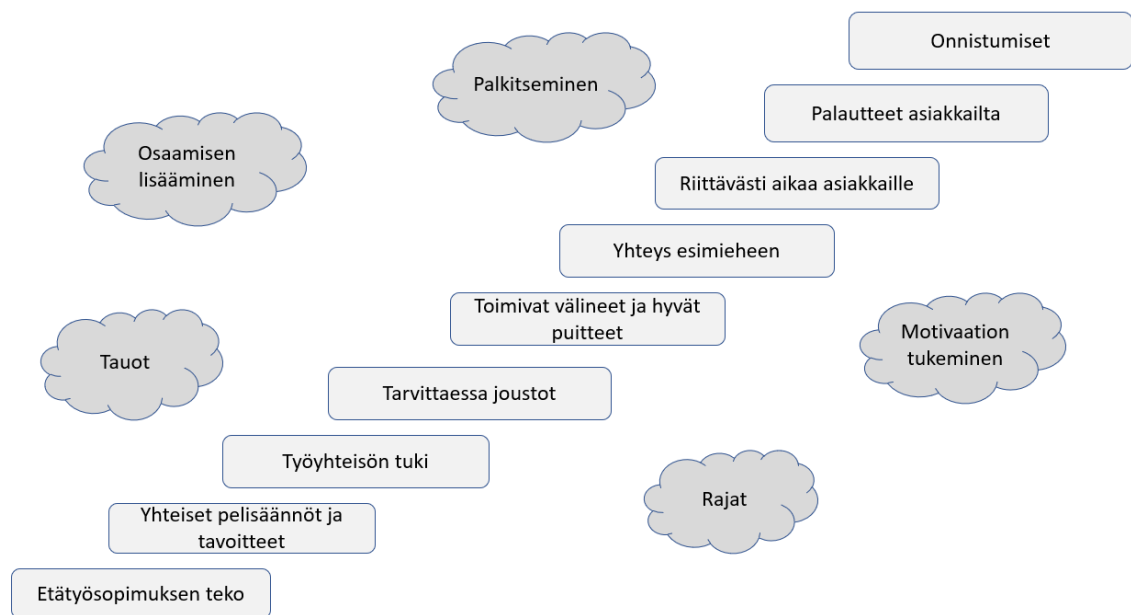 Onnistumiset
Palkitseminen
Palautteet asiakkailta
Osaamisen
lisääminen
Riittävästi aikaa asiakkaille
Yhteys esimieheen
Toimivat välineet ja hyvät
puitteet
Motivaation
tukeminen
Tauot
Tarvittaessa joustot
Työyhteisön tuki
Rajat
Yhteiset pelisäännöt ja
tavoitteet
Etätyösopimuksen teko